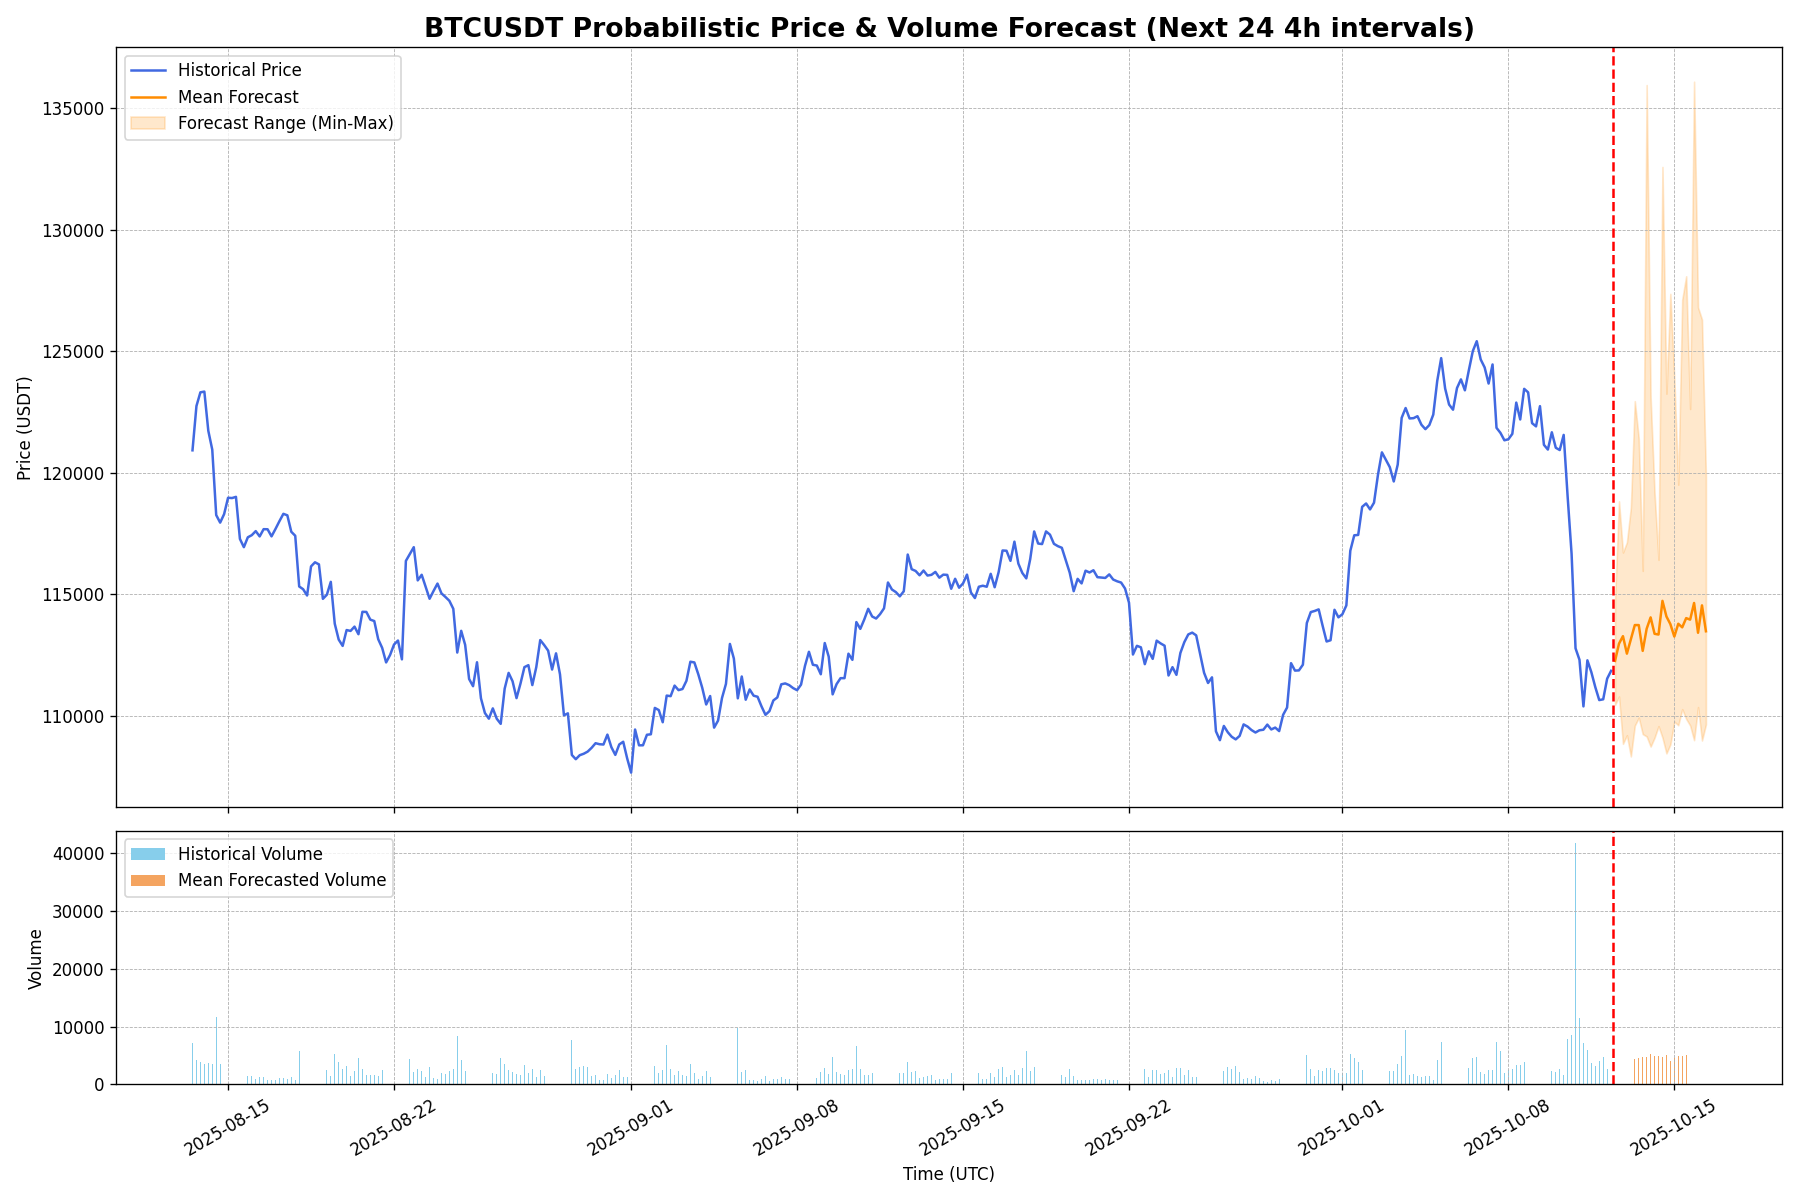 BTCUSDT Probabilistic Price & Volume Forecast (Next 24 4h intervals)
Historical Price
Mean Forecast
Forecast Range (Min-Max)
135000
130000
125000
120000
115000
110000
Price (USDT)
Historical Volume
Mean Forecasted Volume
40000
30000
20000
10000
0
Volume
2025-08-15
2025-08-22
2025-09-01
2025-09-08
2025-09-15
2025-09-22
2025-10-01
2025-10-08
2025-10-15
Time (UTC)